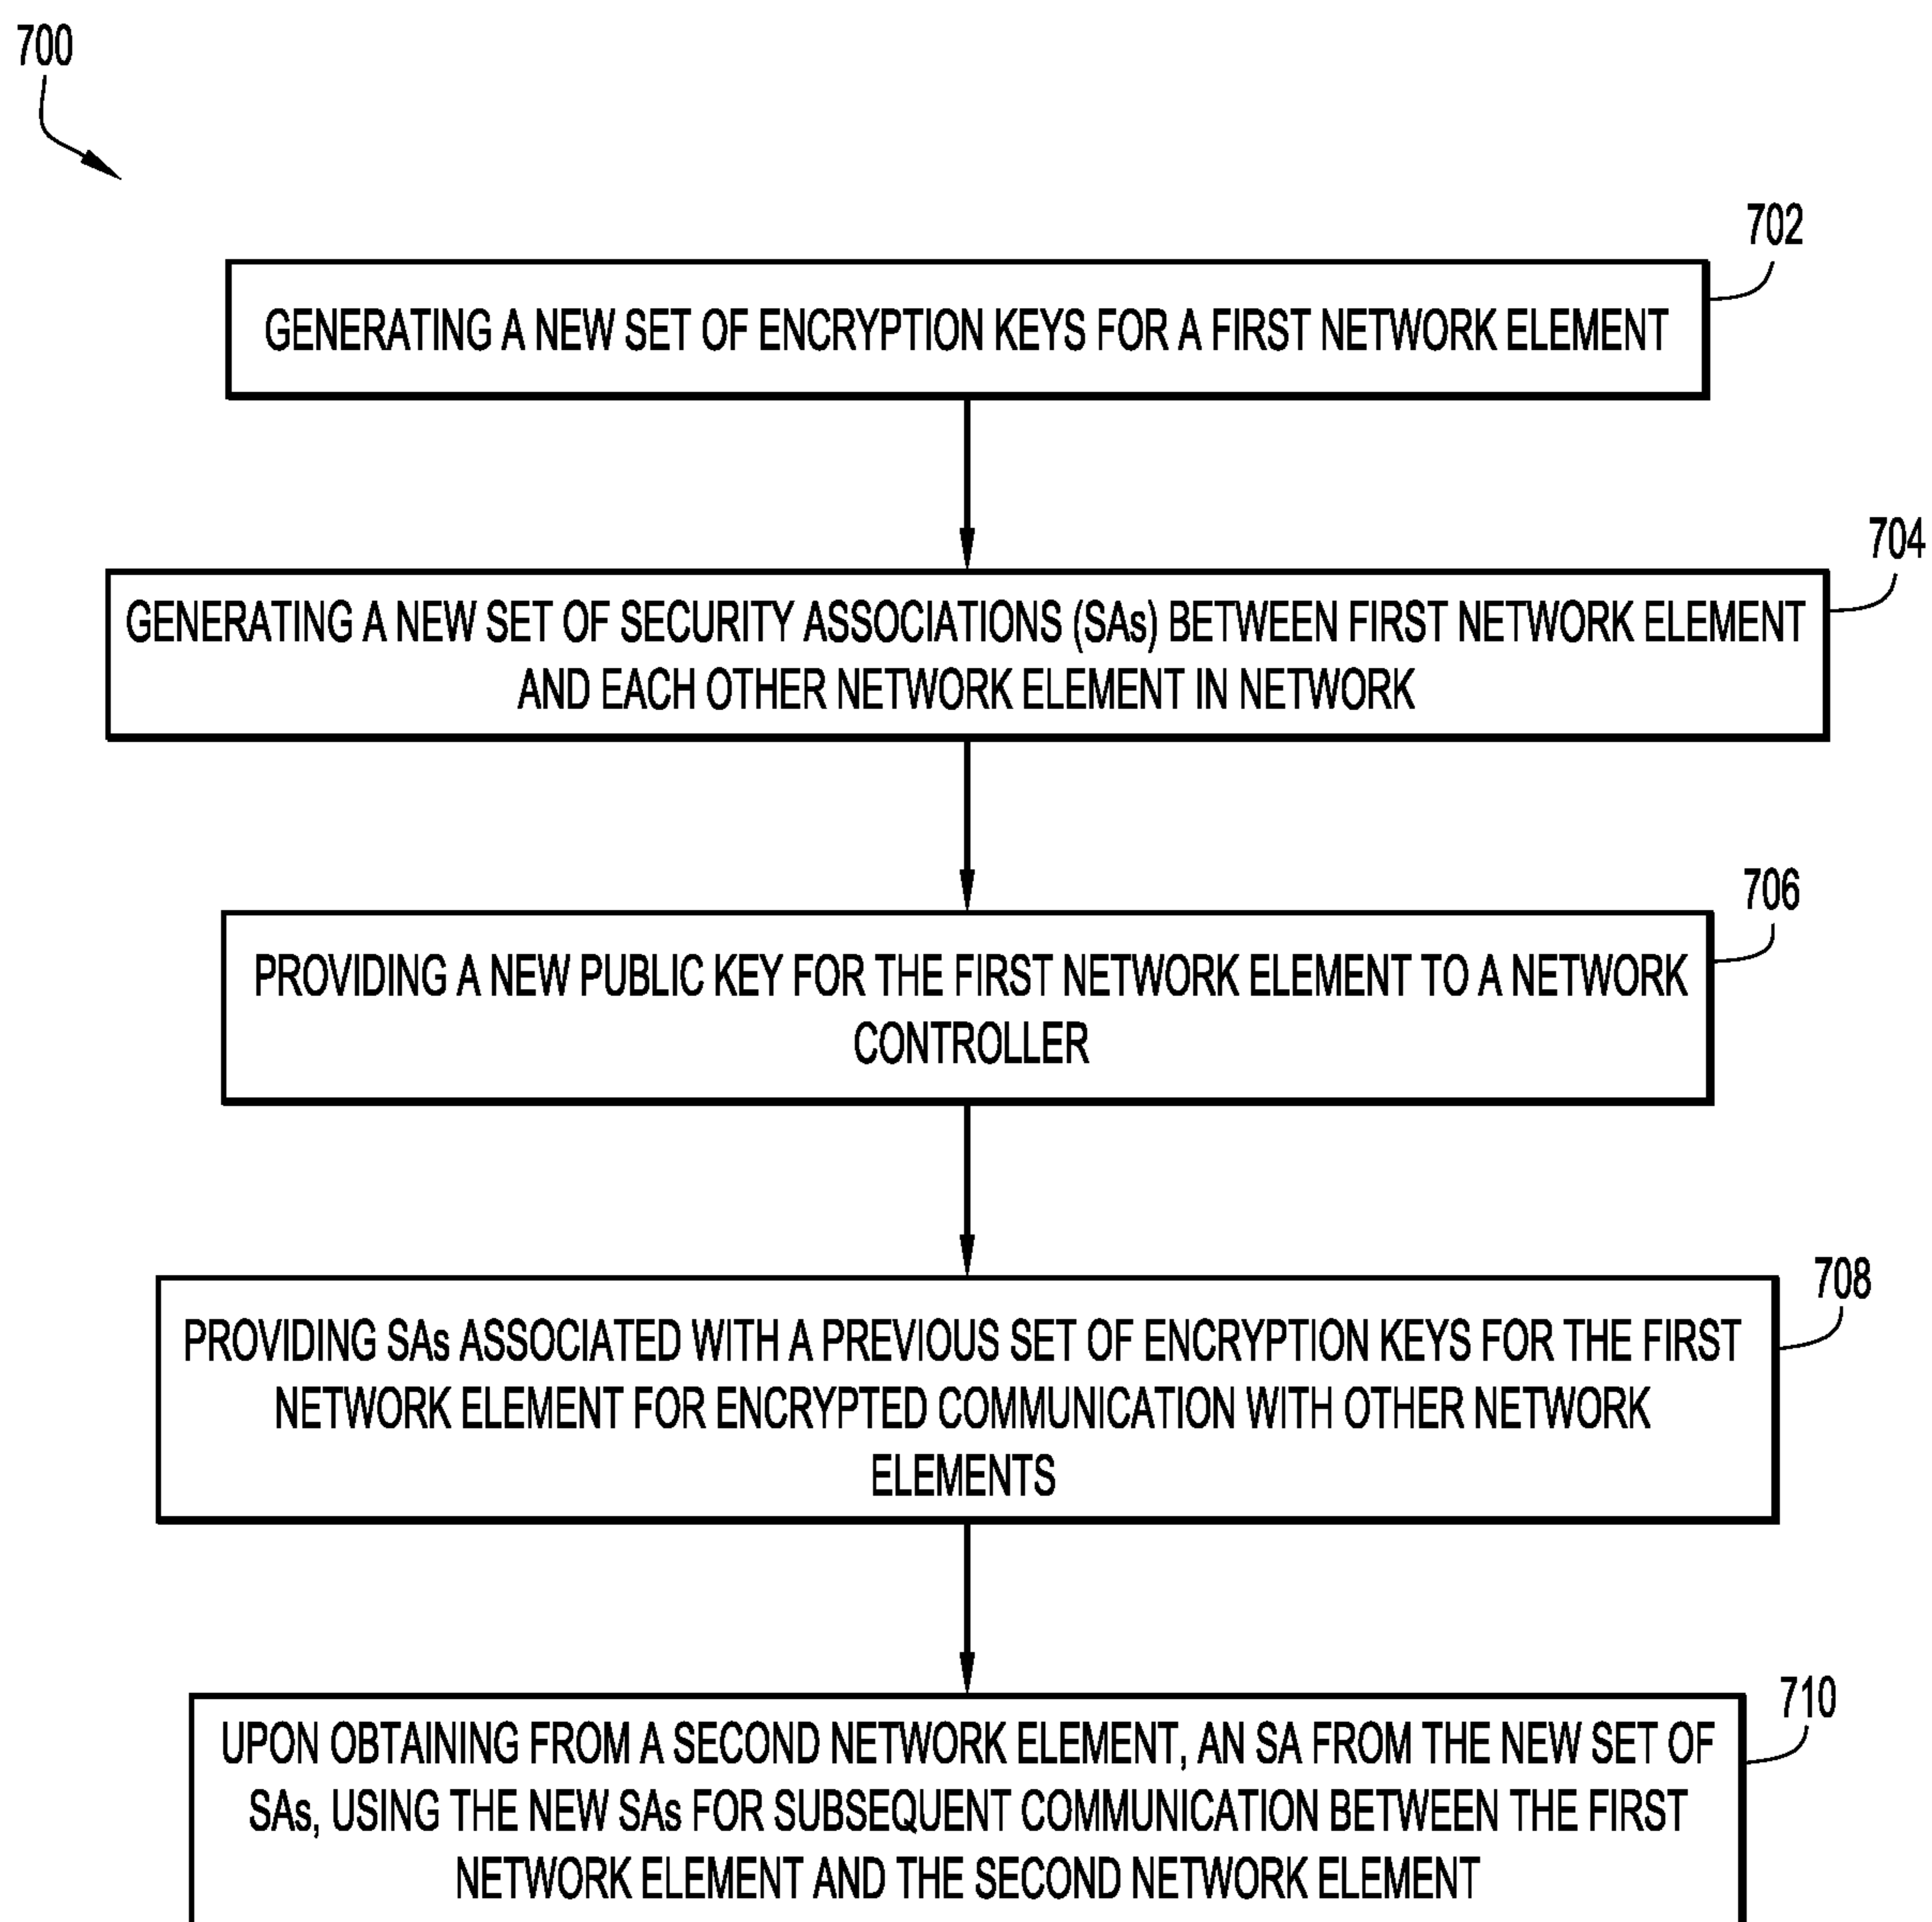 700
702
GENERATING A NEW SET OF ENCRYPTION KEYS FOR A FIRST NETWORK ELEMENT
704
GENERATING A NEW SET OF SECURITY ASSOCIATIONS (SAs) BETWEEN FIRST NETWORK ELEMENT
AND EACH OTHER NETWORK ELEMENT IN NETWORK
706
PROVIDING A NEW PUBLIC KEY FOR THE FIRST NETWORK ELEMENT TO A NETWORK
CONTROLLER
708
PROVIDING SAs ASSOCIATED WITH A PREVIOUS SET OF ENCRYPTION KEYS FOR THE FIRST
NETWORK ELEMENT FOR ENCRYPTED COMMUNICATION WITH OTHER NETWORK
ELEMENTS
710
UPON OBTAINING FROM A SECOND NETWORK ELEMENT, AN SA FROM THE NEW SET OF
SAs, USING THE NEW SAs FOR SUBSEQUENT COMMUNICATION BETWEEN THE FIRST
NETWORK ELEMENT AND THE SECOND NETWORK ELEMENT